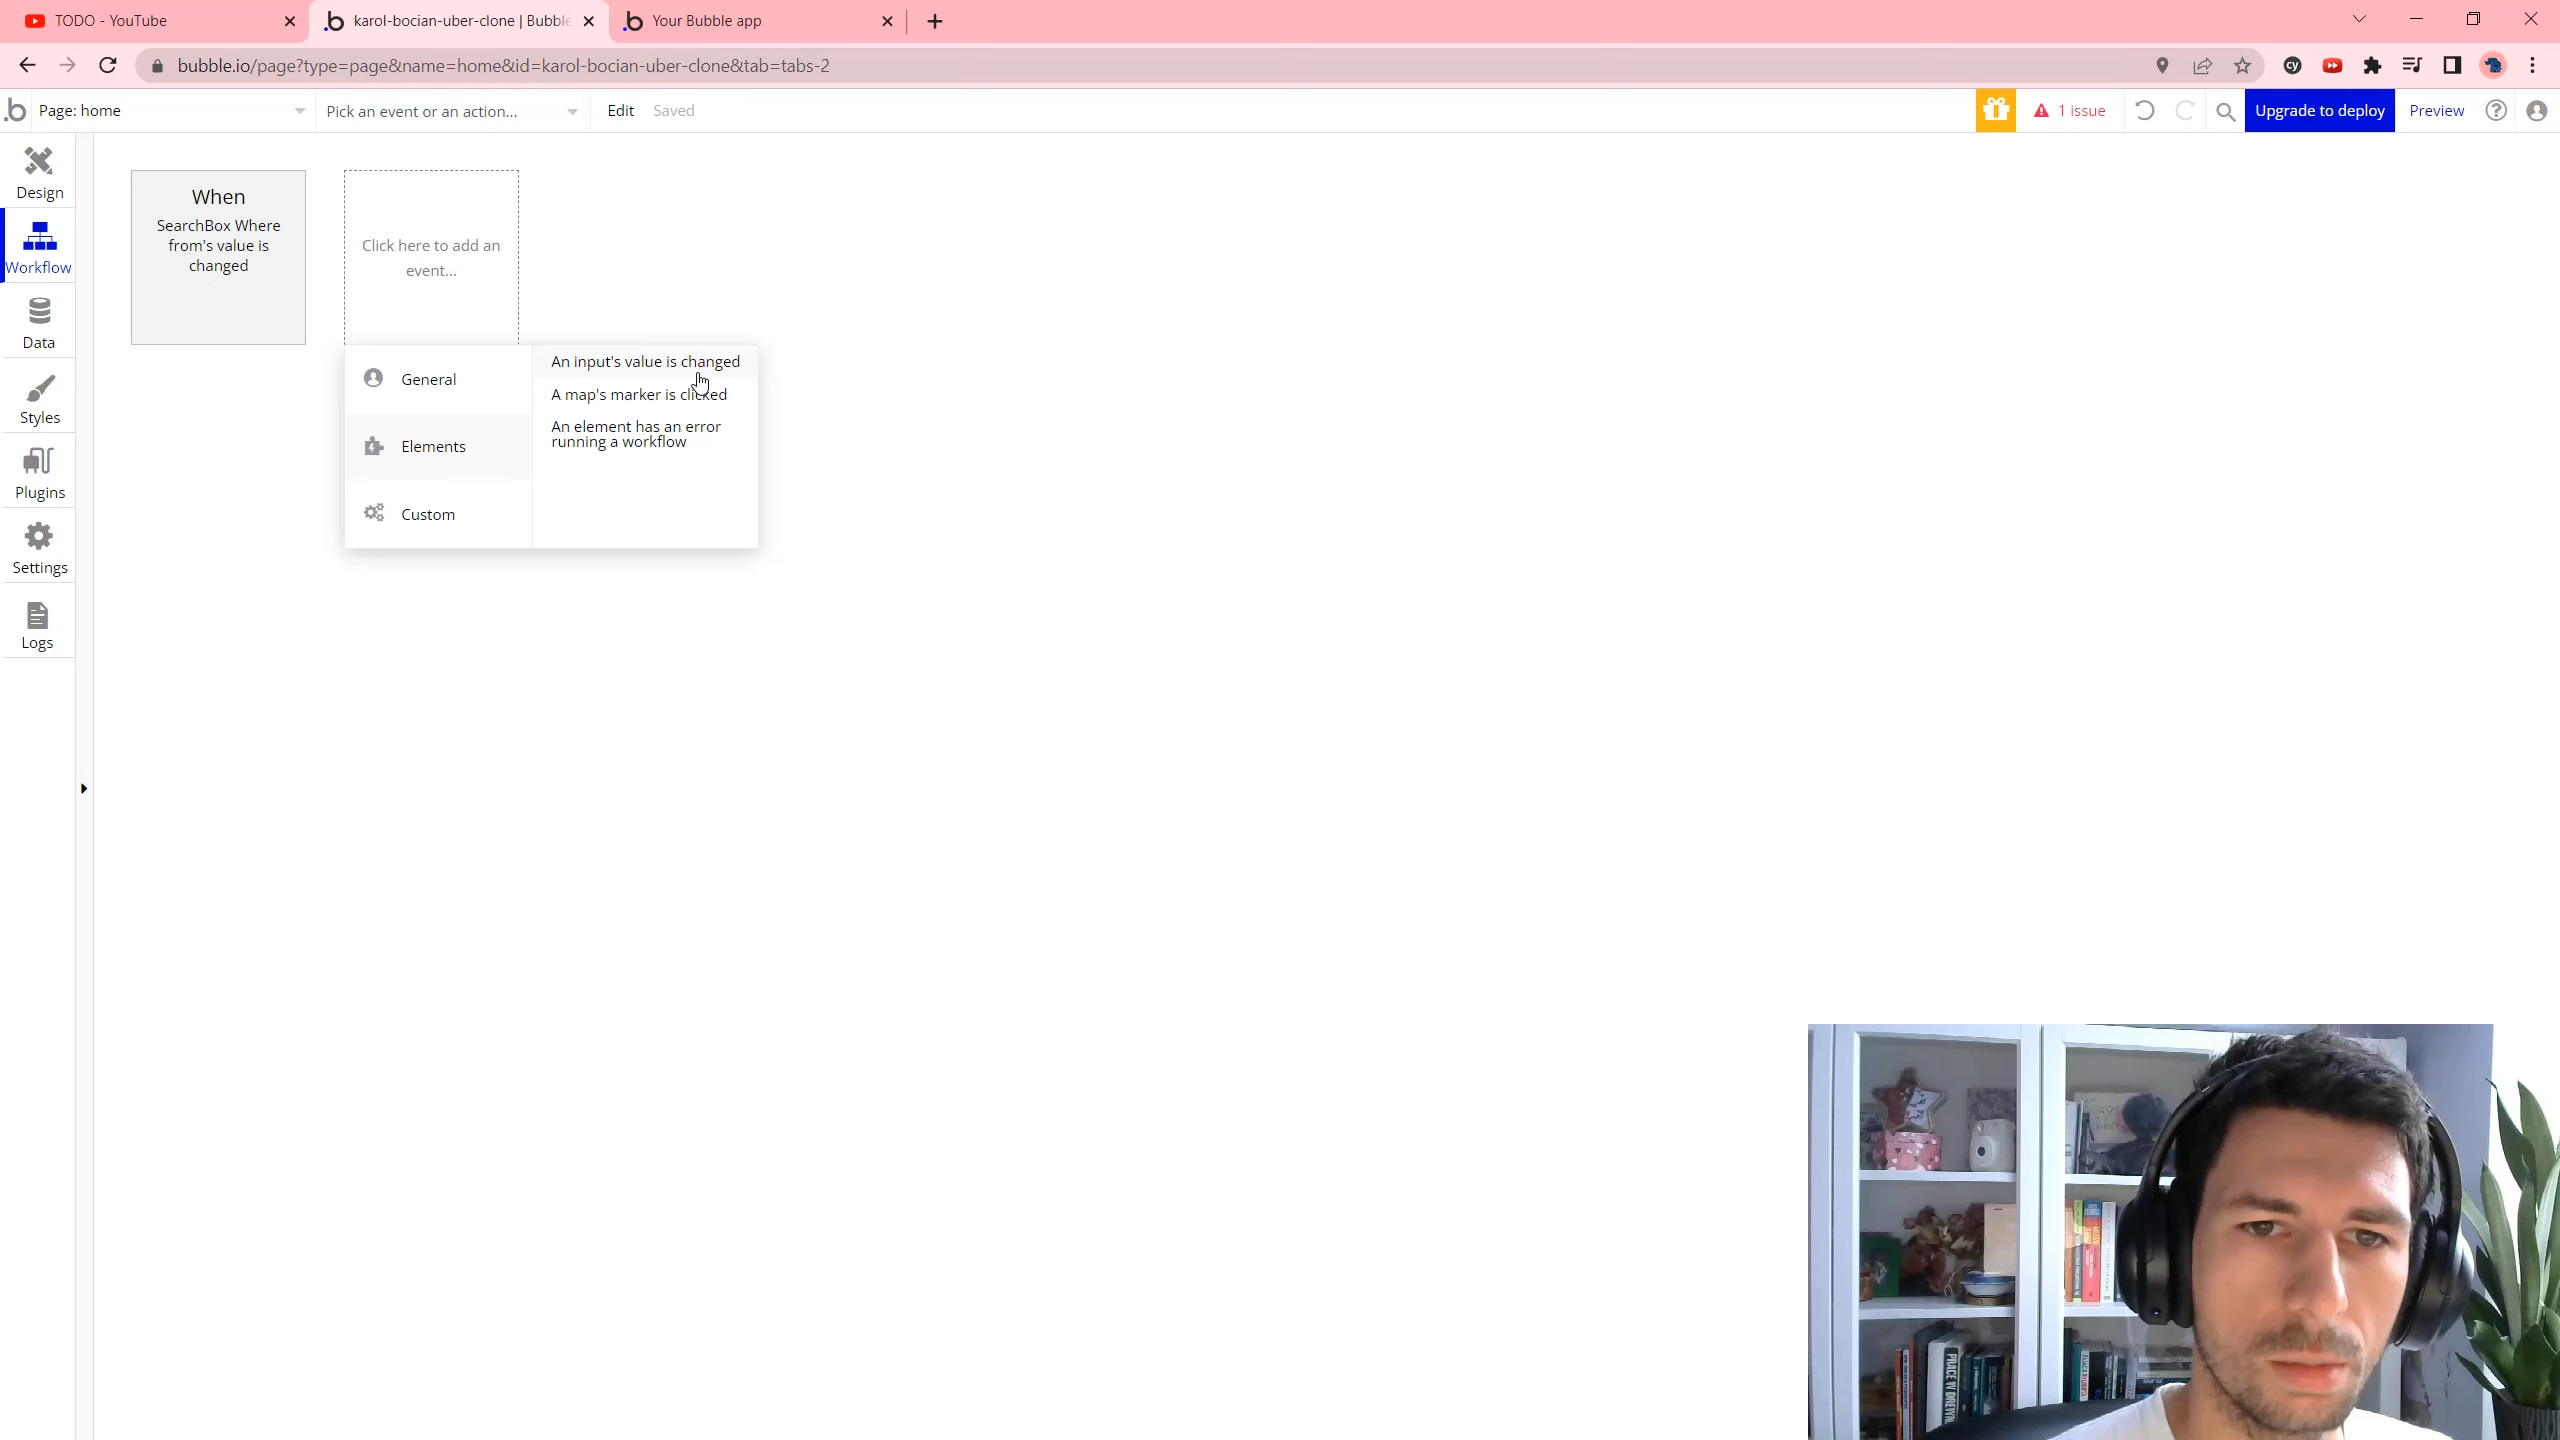 TODO - YouTube
karol-bocian-uber-clone | Bubble
Your Bubble app
bubble.io/page?type=page&name=home&id=karol-bocian-uber-clone&tab=tabs-2
Page: home
Pick an event or an action...
Edit
Saved
1 issue
Upgrade to deploy
Preview
Design
Workflow
Data
Styles
Plugins
Settings
Logs
When
SearchBox Where
from's value is
changed
Click here to add an
event...
General
Elements
Custom
An input's value is changed
A map's marker is clicked
An element has an error
running a workflow